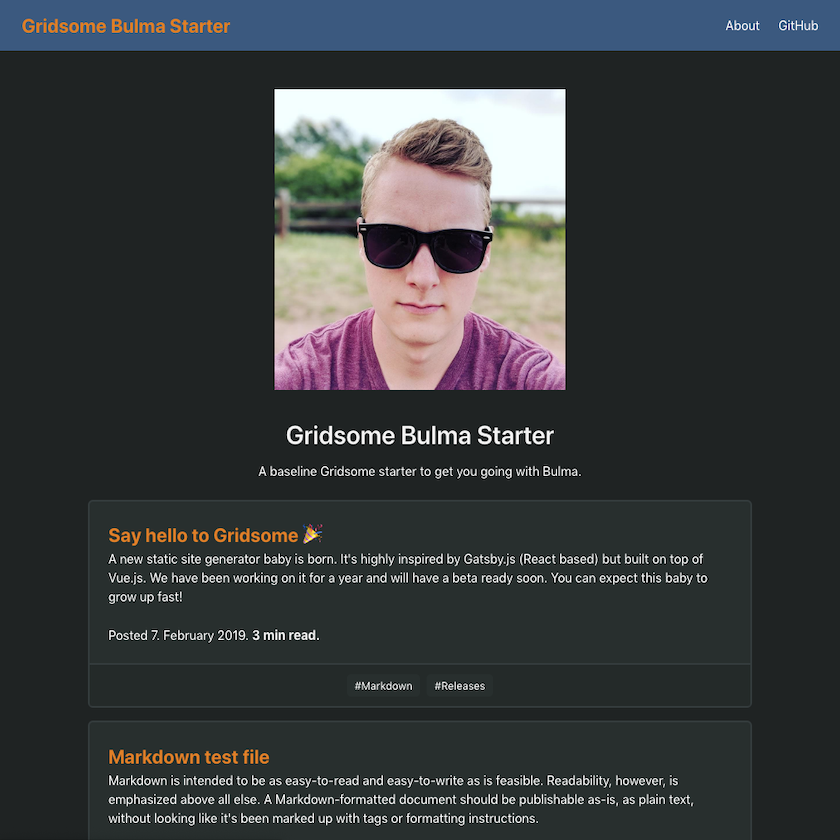 Gridsome Bulma Starter
About
GitHub
Gridsome Bulma Starter
A baseline Gridsome starter to get you going with Bulma.
Say hello to Gridsome 🎉
A new static site generator baby is born. It's highly inspired by Gatsby.js (React based) but built on top of
Vue.js. We have been working on it for a year and will have a beta ready soon. You can expect this baby to
grow up fast!
Posted 7. February 2019. 3 min read.
#Markdown
#Releases
Markdown test file
Markdown is intended to be as easy-to-read and easy-to-write as is feasible. Readability, however, is
emphasized above all else. A Markdown-formatted document should be publishable as-is, as plain text,
without looking like it's been marked up with tags or formatting instructions.